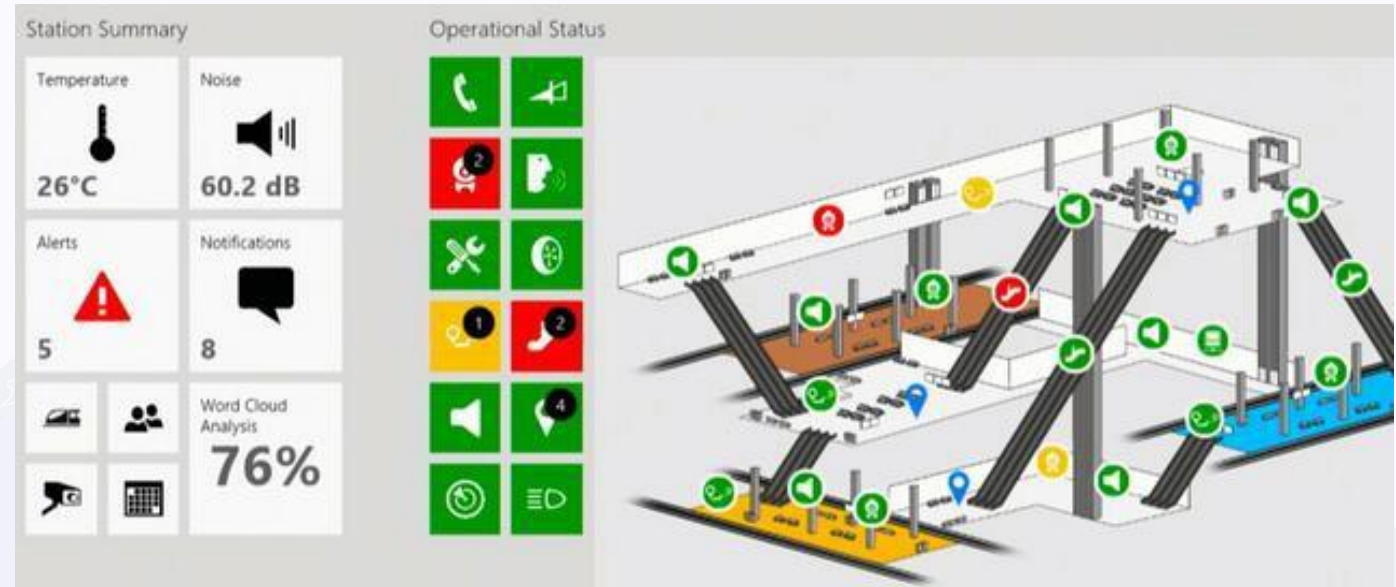 Station Summary
Operational Status
Temperature
26°C
Noise
60.2 dB
Alerts
5
Notifications
8
Word Cloud
Analysis
76%
2
1
2
4